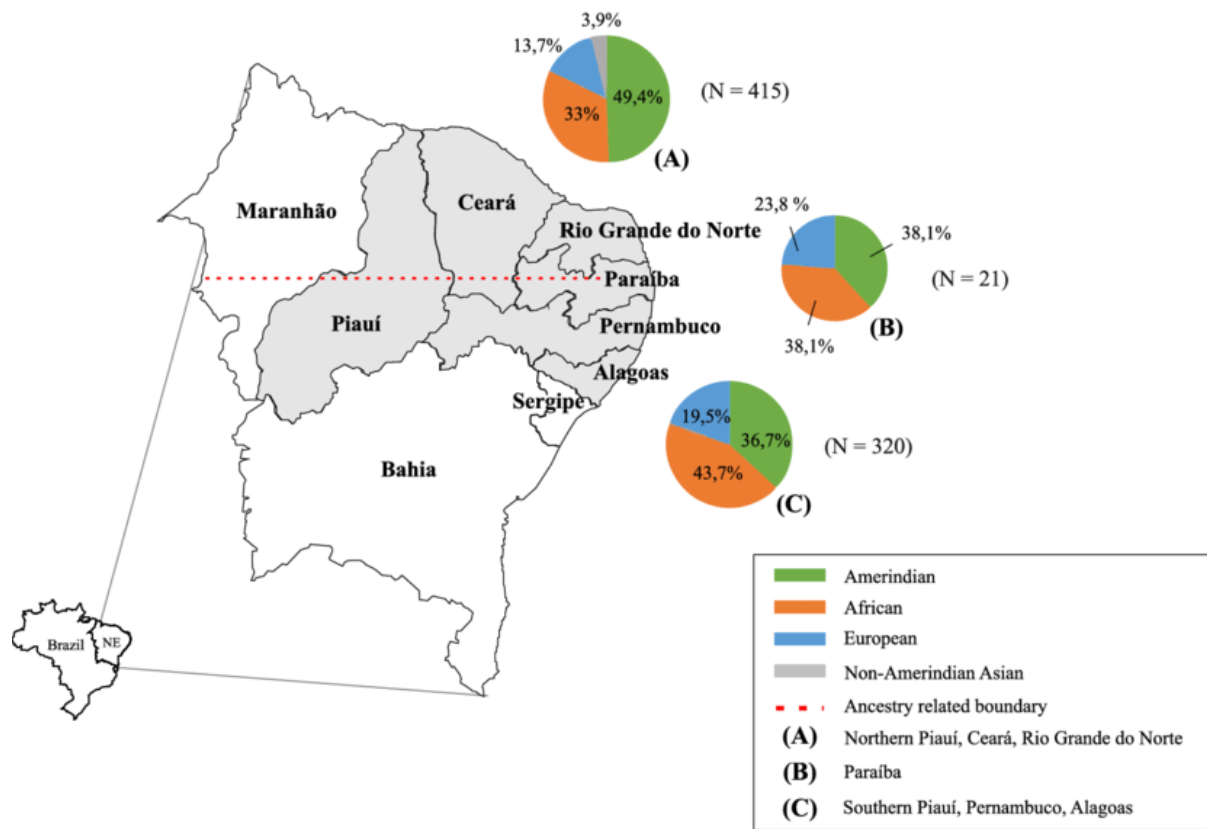 3,9%
13,7%
49,4%
33%
(N = 415)
(A)
Maranhão
Ceará
Rio Grande do Norte
Paraíba
Piauí
Pernambuco
Alagoas
Sergipe
Bahia
23,8 %
38,1%
(N = 21)
38,1%
(B)
19,5%
36,7%
43,7%
(N = 320)
(C)
Brazil
NE
Amerindian
African
European
Non-Amerindian Asian
Ancestry related boundary
(A) Northern Piauí, Ceará, Rio Grande do Norte
(B) Paraíba
(C) Southern Piauí, Pernambuco, Alagoas